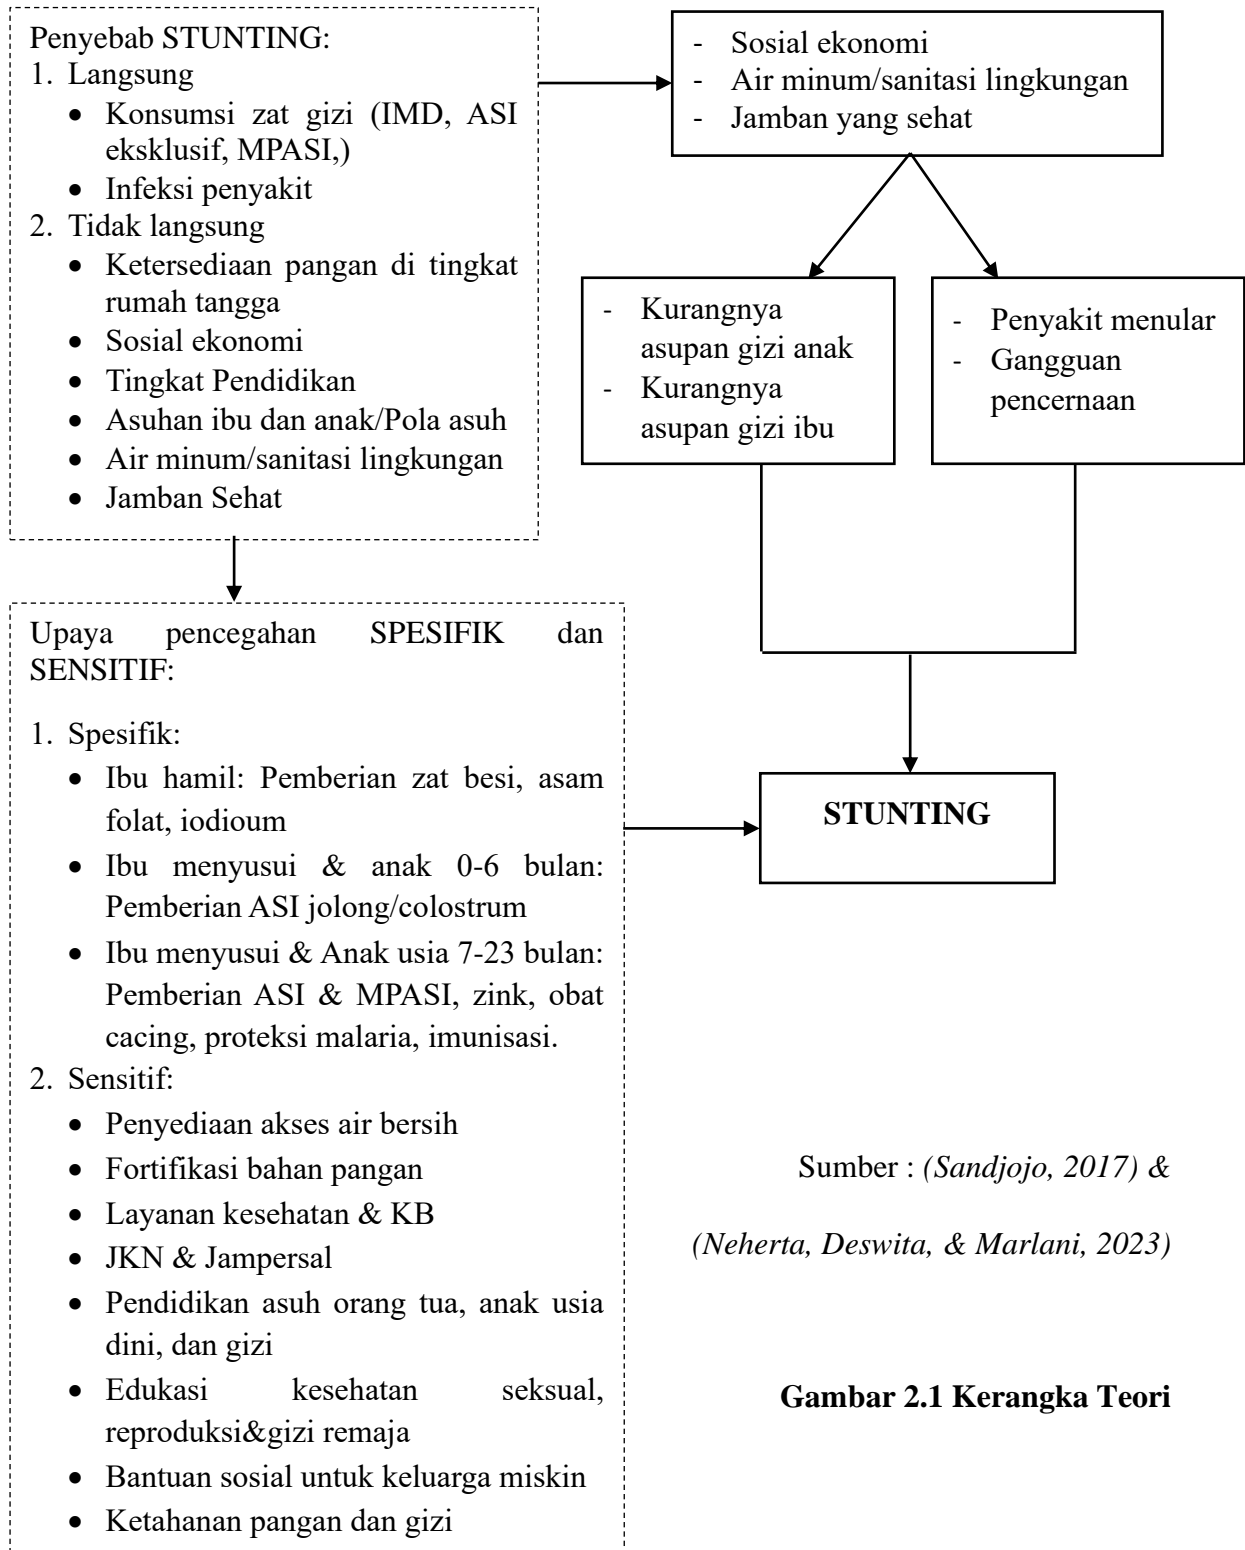 Penyebab STUNTING:
1. Langsung
• Konsumsi zat gizi (IMD, ASI
eksklusif, MPASI,)
• Infeksi penyakit
2. Tidak langsung
• Ketersediaan pangan di tingkat
rumah tangga
• Sosial ekonomi
• Tingkat Pendidikan
• Asuhan ibu dan anak/Pola asuh
• Air minum/sanitasi lingkungan
• Jamban Sehat
- Sosial ekonomi
- Air minum/sanitasi lingkungan
- Jamban yang sehat
- Kurangnya
asupan gizi anak
- Kurangnya
asupan gizi ibu
- Penyakit menular
- Gangguan
pencernaan
Upaya pencegahan SPESIFIK dan
SENSITIF:
1. Spesifik:
• Ibu hamil: Pemberian zat besi, asam
folat, iodioum
• Ibu menyusui & anak 0-6 bulan:
Pemberian ASI jolong/colostrum
• Ibu menyusui & Anak usia 7-23 bulan:
Pemberian ASI & MPASI, zink, obat
cacing, proteksi malaria, imunisasi.
2. Sensitif:
• Penyediaan akses air bersih
• Fortifikasi bahan pangan
• Layanan kesehatan & KB
• JKN & Jampersal
• Pendidikan asuh orang tua, anak usia
dini, dan gizi
• Edukasi kesehatan seksual,
reproduksi&gizi remaja
• Bantuan sosial untuk keluarga miskin
• Ketahanan pangan dan gizi
STUNTING
Sumber : (Sandjojo, 2017) &
(Neherta, Deswita, & Marlani, 2023)
Gambar 2.1 Kerangka Teori